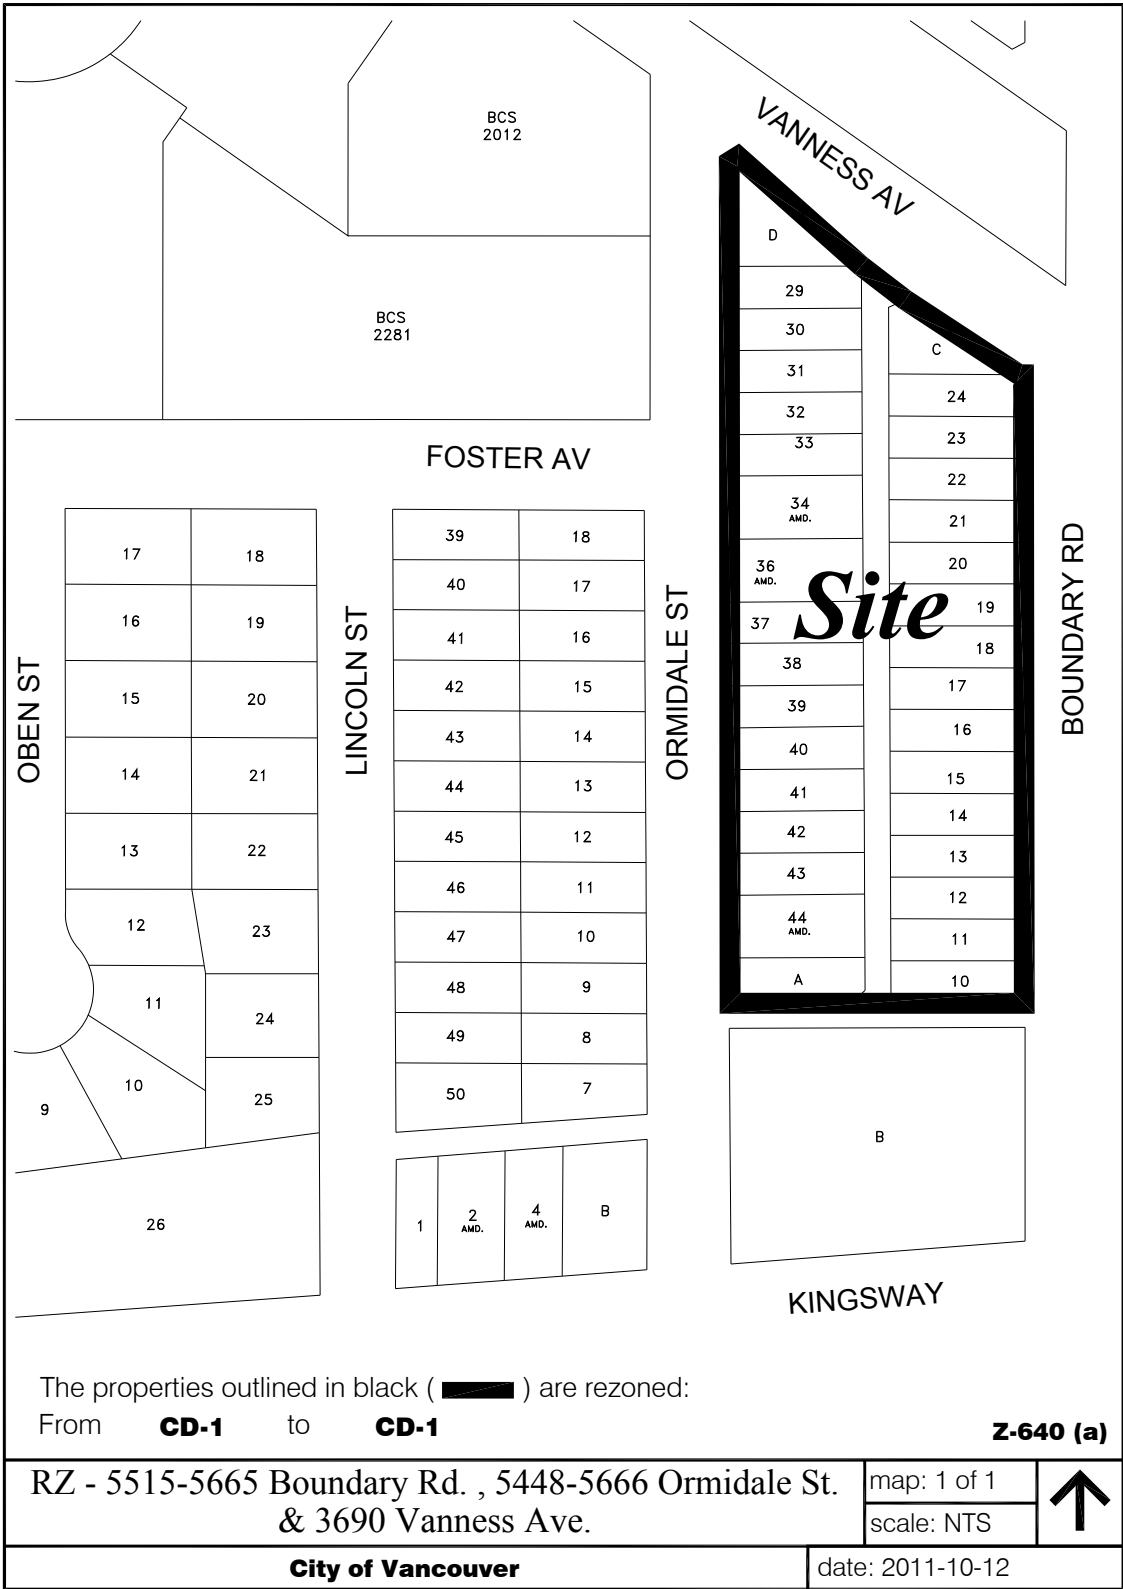 BCS
2012
VANNESS AV
D
BCS
2281
29
30
31
32
33
34
AMD.
36
AMD.
37
38
39
40
41
42
43
44
AMD.
A
C
24
23
22
21
20
19
18
17
16
15
14
13
12
11
10
Site
FOSTER AV
BOUNDARY RD
ORMIDALE ST
LINCOLN ST
OBEN ST
17
16
15
14
13
12
11
10
9
18
19
20
21
22
23
24
25
26
39
40
41
42
43
44
45
46
47
48
49
50
18
17
16
15
14
13
12
11
10
9
8
7
1
2
AMD.
4
AMD.
B
B
KINGSWAY
The properties outlined in black ( ) are rezoned:
From CD-1 to CD-1
Z-640 (a)
RZ - 5515-5665 Boundary Rd. , 5448-5666 Ormidale St.
& 3690 Vanness Ave.
map: 1 of 1
scale: NTS
City of Vancouver
date: 2011-10-12